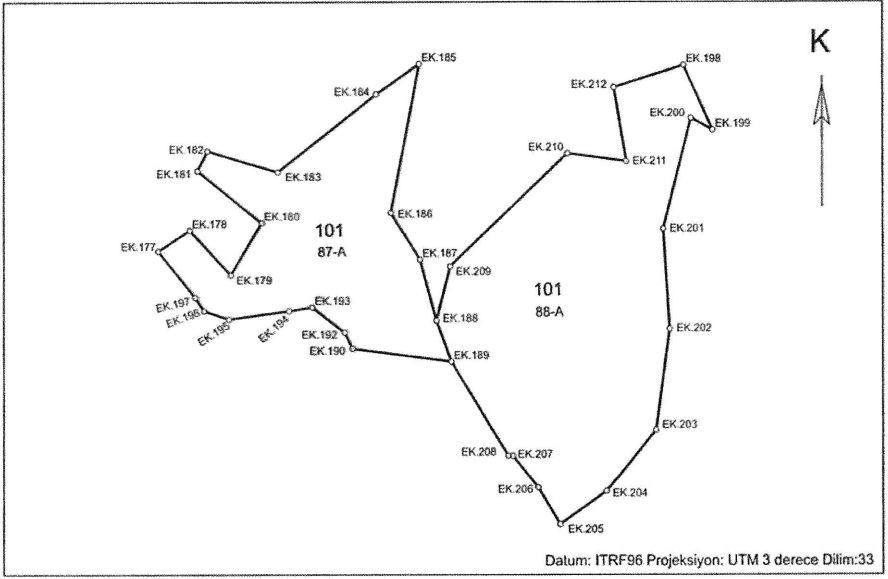 K
EK.185
EK.198
EK.184
EK.212
EK.200
EK.199
EK.182
EK.210
EK.211
EK.181
EK.183
EK.180
EK.186
EK.178
101
EK.201
87-A
EK.177
EK.187
EK.209
EK.179
101
EK.197
88-A
EK.193
EK.196
EK.188
EK.195
EK.194
EK.202
EK.192
EK.190
EK.189
EK.203
EK.208
EK.207
EK.206
EK.204
EK.205
Datum: ITRF96 Projeksiyon: UTM 3 derece Dilim:33